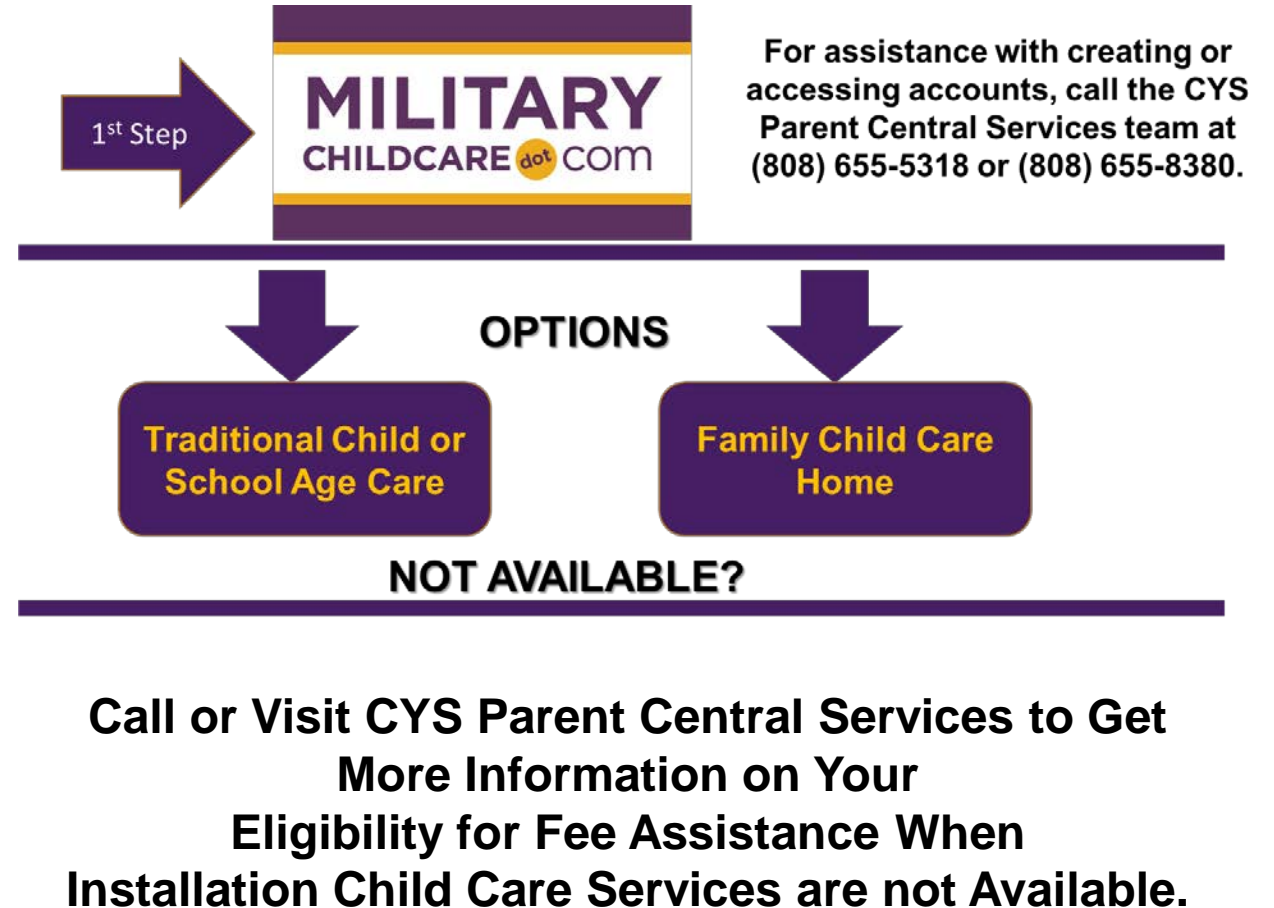 1st Step
MILITARY
CHILDCARE dot COM
For assistance with creating or
accessing accounts, call the CYS
Parent Central Services team at
(808) 655-5318 or (808) 655-8380.
OPTIONS
Traditional Child or
School Age Care
Family Child Care
Home
NOT AVAILABLE?
Call or Visit CYS Parent Central Services to Get
More Information on Your
Eligibility for Fee Assistance When
Installation Child Care Services are not Available.